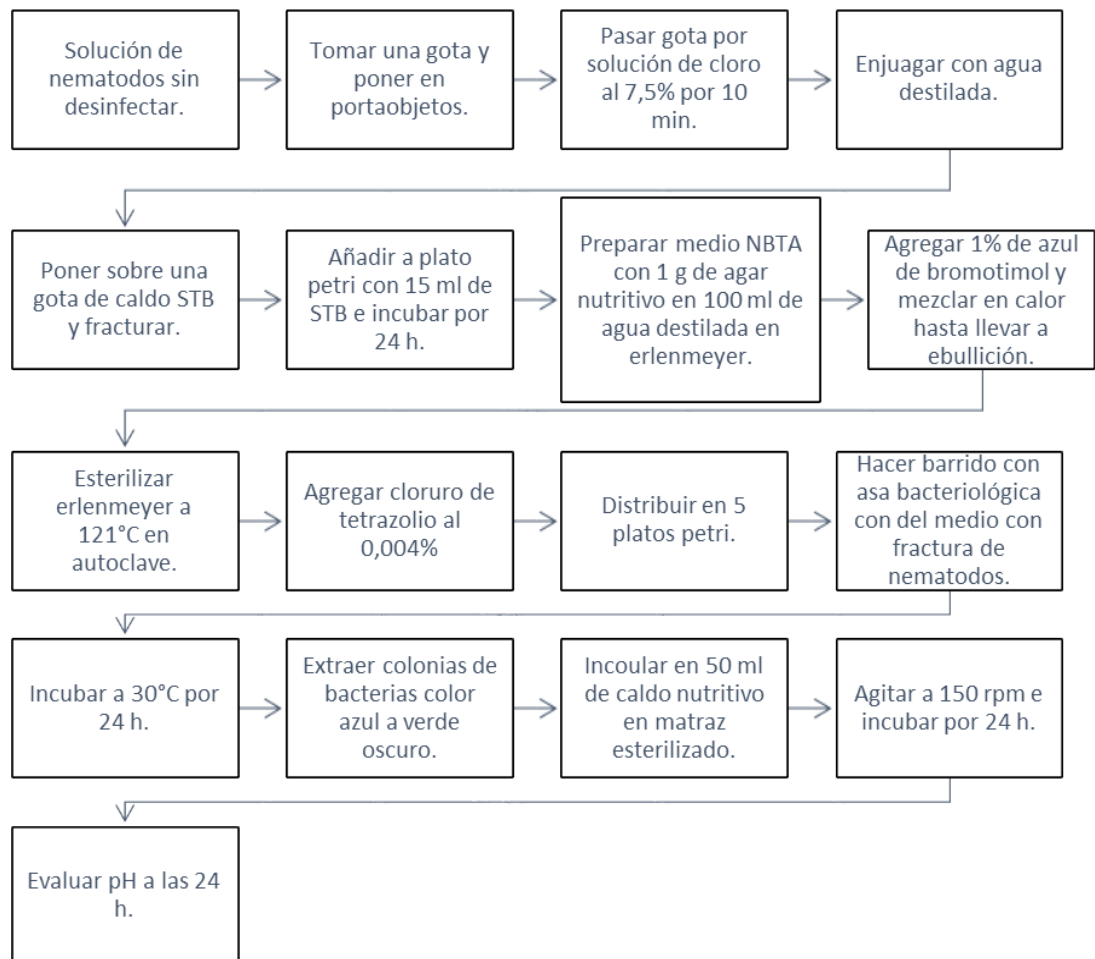 Solución de
nematodos sin
desinfectar.
Tomar una gota y
poner en
portaobjetos.
Pasar gota por
solución de cloro
al 7,5% por 10
min.
Enjuagar con agua
destilada.
Poner sobre una
gota de caldo STB
y fracturar.
Añadir a plato
petri con 15 ml de
STB e incubar por
24 h.
Preparar medio NBTA
con 1 g de agar
nutritivo en 100 ml de
agua destilada en
erlenmeyer.
Agregar 1% de azul
de bromotimol y
mezclar en calor
hasta llevar a
ebullición.
Esterilizar
erlenmeyer a
121°C en
autoclave.
Agregar cloruro de
tetrazolio al
0,004%
Distribuir en 5
platos petri.
Hacer barrido con
asa bacteriológica
con del medio con
fractura de
nematodos.
Incubar a 30°C por
24 h.
Extraer colonias de
bacterias color
azul a verde
oscuro.
Incoular en 50 ml
de caldo nutritivo
en matraz
esterilizado.
Agitar a 150 rpm e
incubar por 24 h.
Evaluar pH a las 24
h.